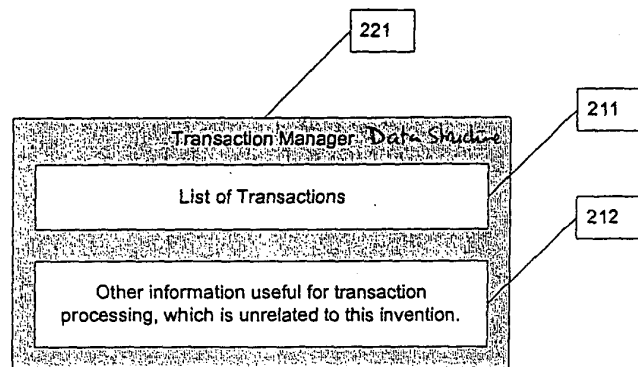 221
211
Transaction Manager Data Structure
List of Transactions
212
Other information useful for transaction
processing, which is unrelated to this invention.